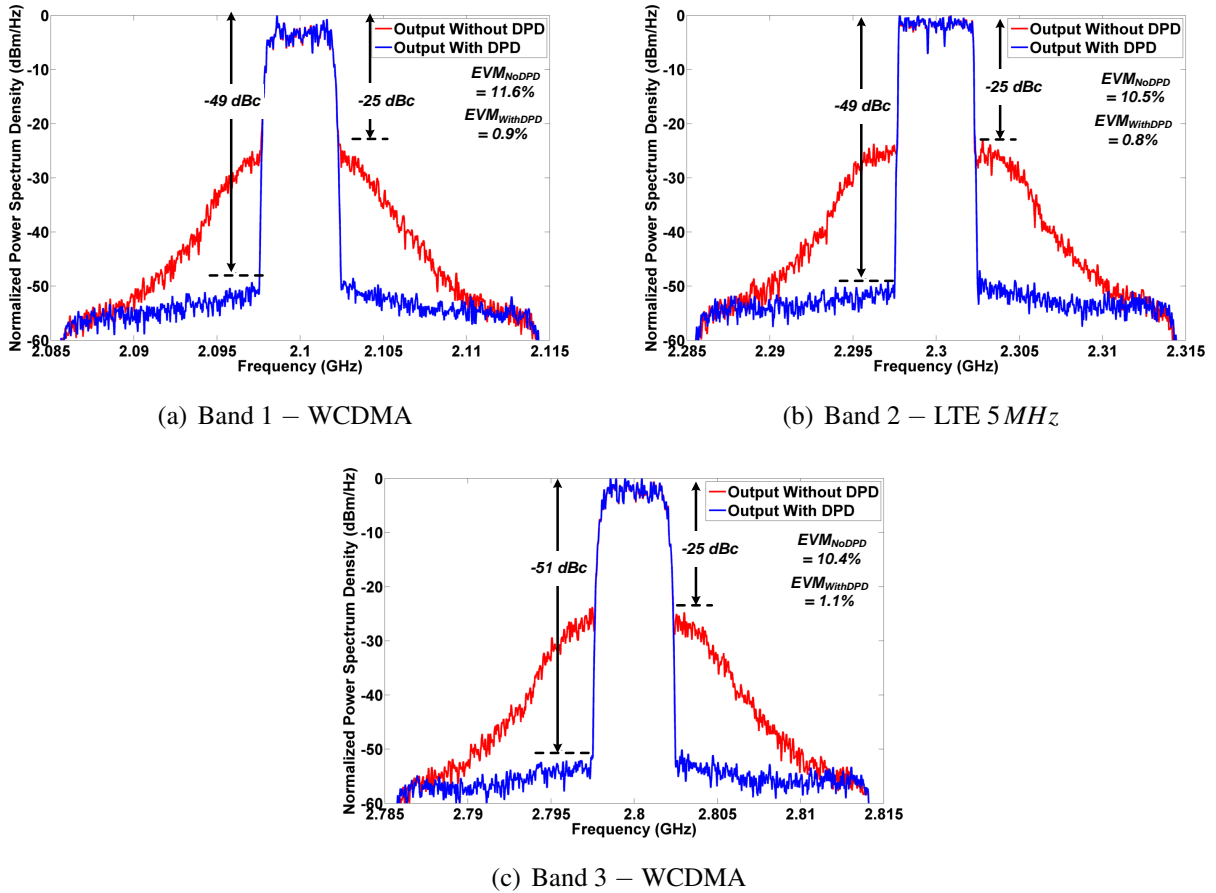 Normalized Power Spectrum Density (dBm/Hz)
0
-10
-20
-30
-40
-50
-60
2.085
2.09
2.095
2.1
2.105
2.11
2.115
Frequency (GHz)
Output Without DPD
Output With DPD
-49 dBc
-25 dBc
EVM_NoDPD
= 11.6%
EVM_WithDPD
= 0.9%
(a) Band 1 − WCDMA
Normalized Power Spectrum Density (dBm/Hz)
0
-10
-20
-30
-40
-50
-60
2.285
2.29
2.295
2.3
2.305
2.31
2.315
Frequency (GHz)
Output Without DPD
Output With DPD
-49 dBc
-25 dBc
EVM_NoDPD
= 10.5%
EVM_WithDPD
= 0.8%
(b) Band 2 − LTE 5MHz
Normalized Power Spectrum Density (dBm/Hz)
0
-10
-20
-30
-40
-50
-60
2.785
2.79
2.795
2.8
2.805
2.81
2.815
Frequency (GHz)
Output Without DPD
Output With DPD
-51 dBc
-25 dBc
EVM_NoDPD
= 10.4%
EVM_WithDPD
= 1.1%
(c) Band 3 − WCDMA